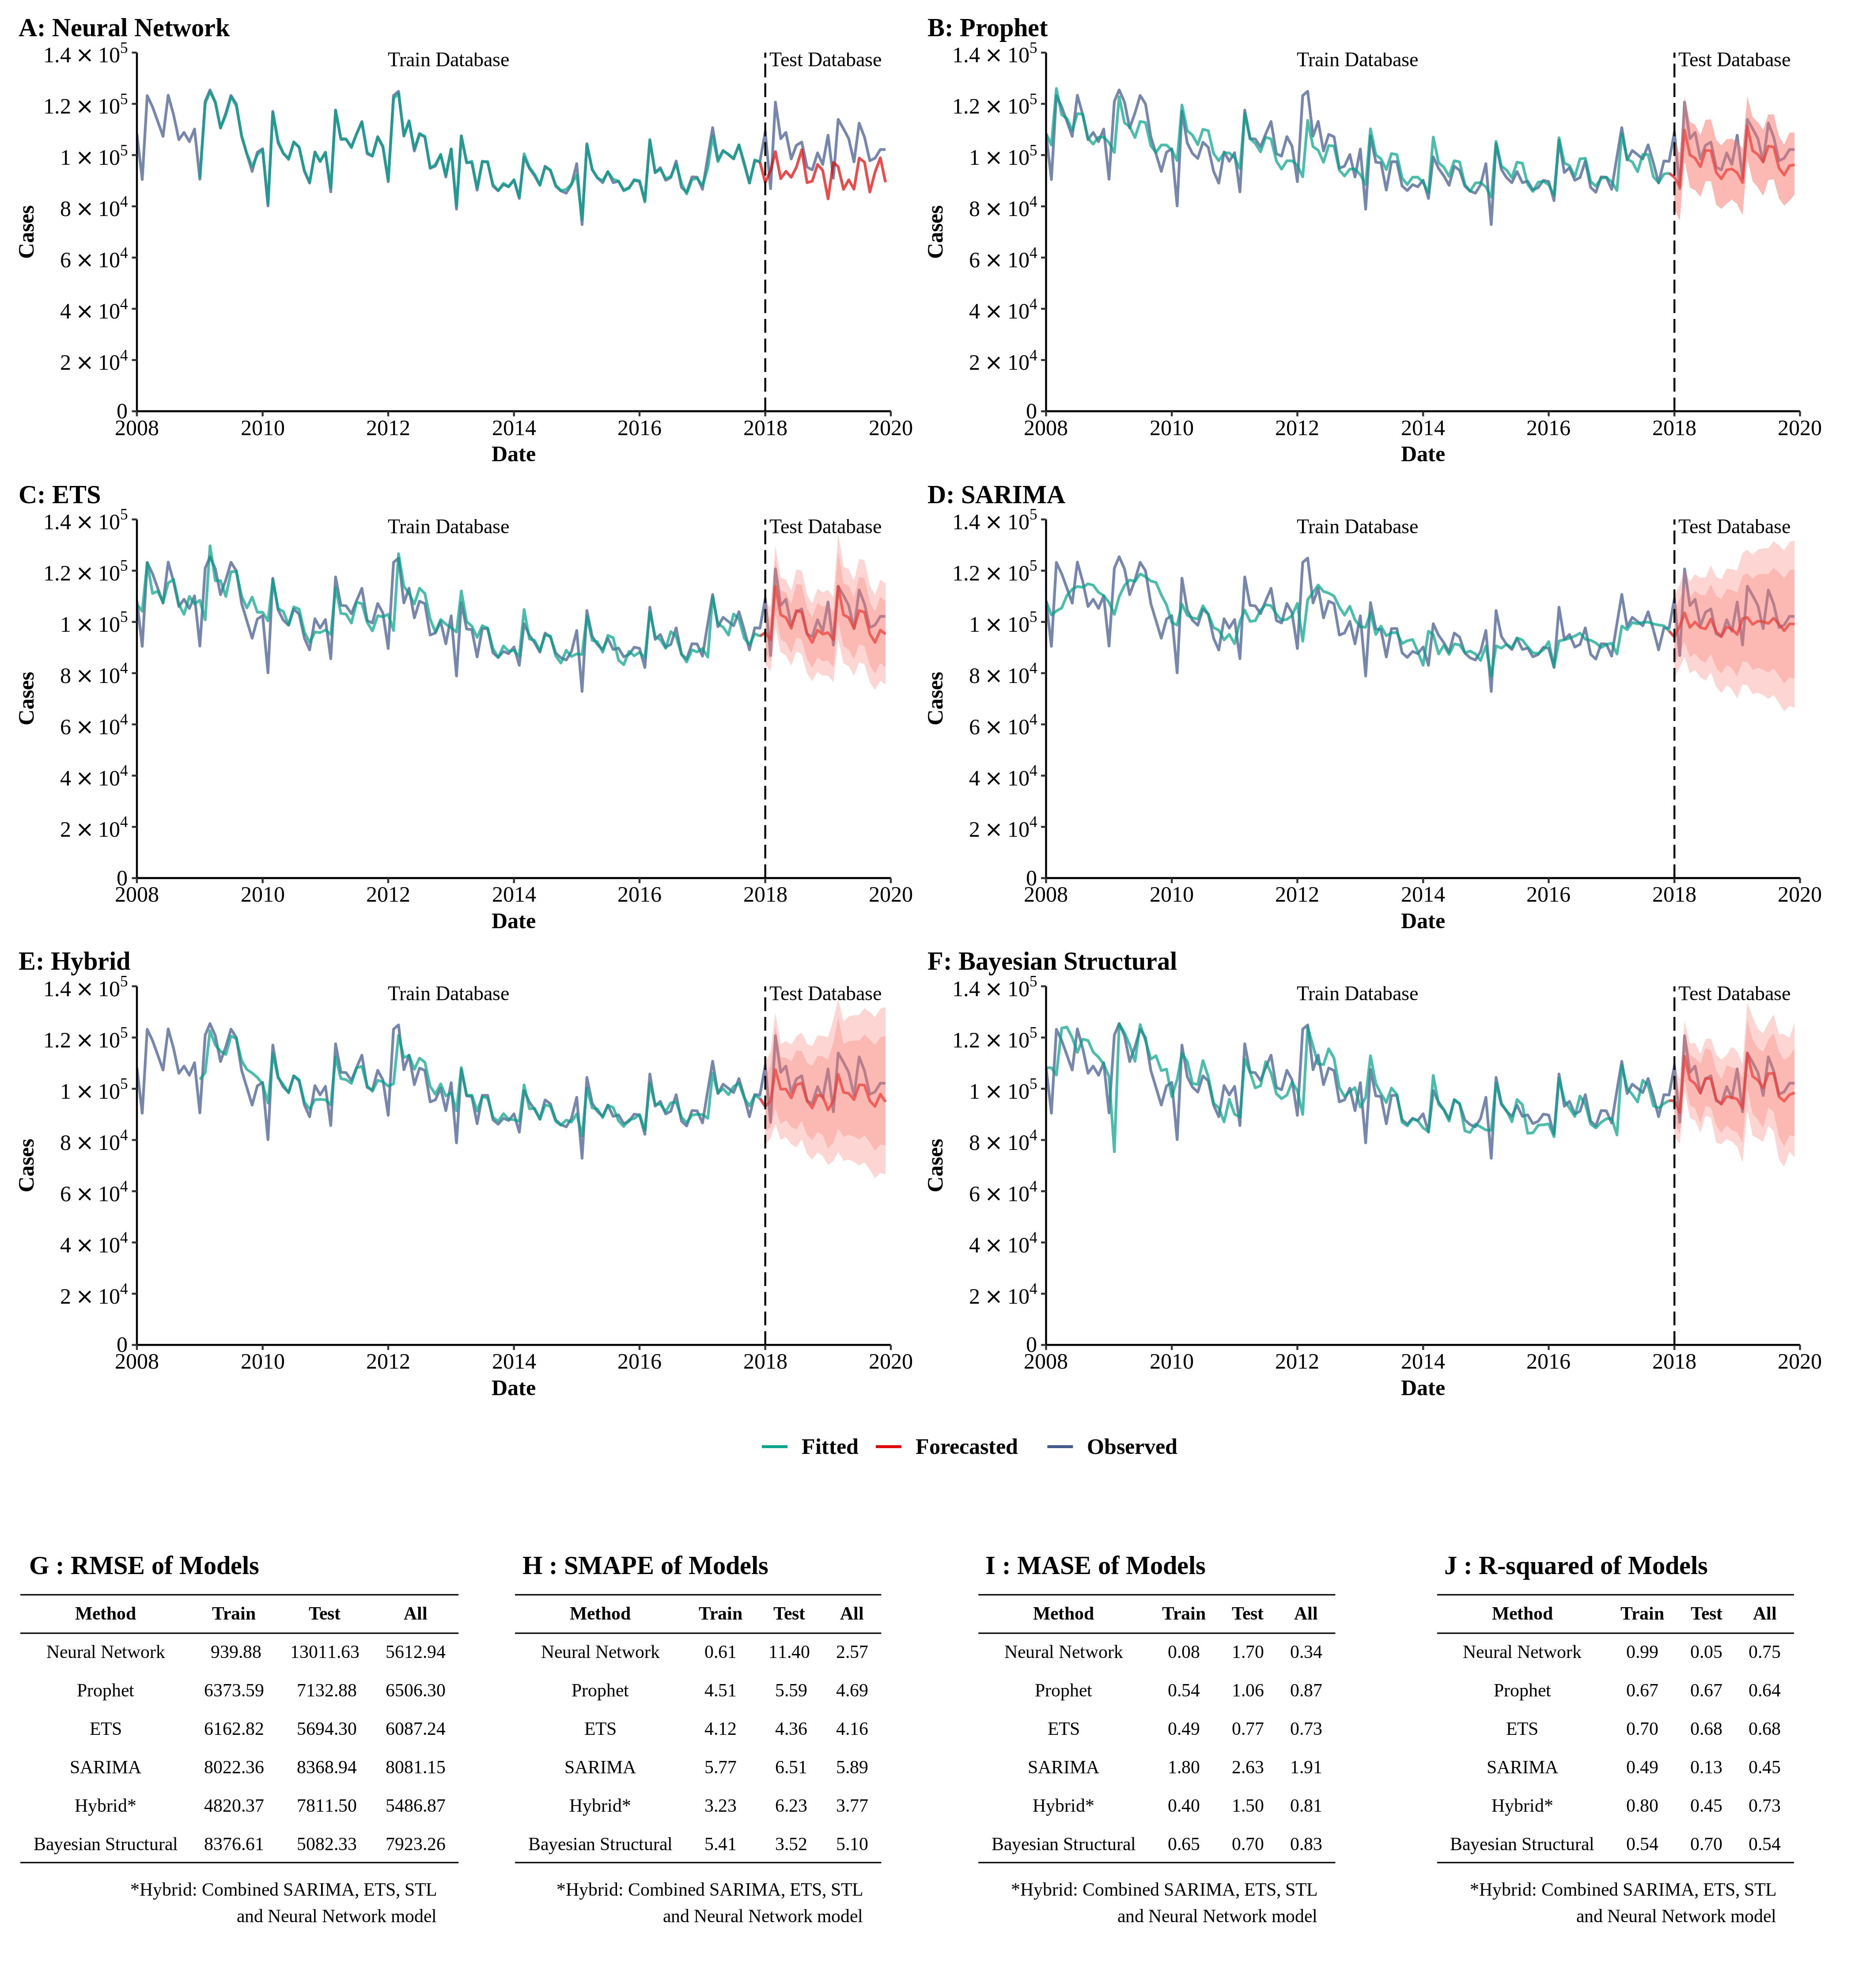 A: Neural Network
Train Database
Test Database
1.4 × 10^5
1.2 × 10^5
1 × 10^5
8 × 10^4
6 × 10^4
4 × 10^4
2 × 10^4
0
Cases
2008 2010 2012 2014 2016 2018 2020
Date
B: Prophet
Train Database
Test Database
1.4 × 10^5
1.2 × 10^5
1 × 10^5
8 × 10^4
6 × 10^4
4 × 10^4
2 × 10^4
0
Cases
2008 2010 2012 2014 2016 2018 2020
Date
C: ETS
Train Database
Test Database
1.4 × 10^5
1.2 × 10^5
1 × 10^5
8 × 10^4
6 × 10^4
4 × 10^4
2 × 10^4
0
Cases
2008 2010 2012 2014 2016 2018 2020
Date
D: SARIMA
Train Database
Test Database
1.4 × 10^5
1.2 × 10^5
1 × 10^5
8 × 10^4
6 × 10^4
4 × 10^4
2 × 10^4
0
Cases
2008 2010 2012 2014 2016 2018 2020
Date
E: Hybrid
Train Database
Test Database
1.4 × 10^5
1.2 × 10^5
1 × 10^5
8 × 10^4
6 × 10^4
4 × 10^4
2 × 10^4
0
Cases
2008 2010 2012 2014 2016 2018 2020
Date
F: Bayesian Structural
Train Database
Test Database
1.4 × 10^5
1.2 × 10^5
1 × 10^5
8 × 10^4
6 × 10^4
4 × 10^4
2 × 10^4
0
Cases
2008 2010 2012 2014 2016 2018 2020
Date
Fitted Forecasted Observed
G : RMSE of Models
Method Train Test All
Neural Network 939.88 13011.63 5612.94
Prophet 6373.59 7132.88 6506.30
ETS 6162.82 5694.30 6087.24
SARIMA 8022.36 8368.94 8081.15
Hybrid* 4820.37 7811.50 5486.87
Bayesian Structural 8376.61 5082.33 7923.26
*Hybrid: Combined SARIMA, ETS, STL
and Neural Network model
H : SMAPE of Models
Method Train Test All
Neural Network 0.61 11.40 2.57
Prophet 4.51 5.59 4.69
ETS 4.12 4.36 4.16
SARIMA 5.77 6.51 5.89
Hybrid* 3.23 6.23 3.77
Bayesian Structural 5.41 3.52 5.10
*Hybrid: Combined SARIMA, ETS, STL
and Neural Network model
I : MASE of Models
Method Train Test All
Neural Network 0.08 1.70 0.34
Prophet 0.54 1.06 0.87
ETS 0.49 0.77 0.73
SARIMA 1.80 2.63 1.91
Hybrid* 0.40 1.50 0.81
Bayesian Structural 0.65 0.70 0.83
*Hybrid: Combined SARIMA, ETS, STL
and Neural Network model
J : R-squared of Models
Method Train Test All
Neural Network 0.99 0.05 0.75
Prophet 0.67 0.67 0.64
ETS 0.70 0.68 0.68
SARIMA 0.49 0.13 0.45
Hybrid* 0.80 0.45 0.73
Bayesian Structural 0.54 0.70 0.54
*Hybrid: Combined SARIMA, ETS, STL
and Neural Network model